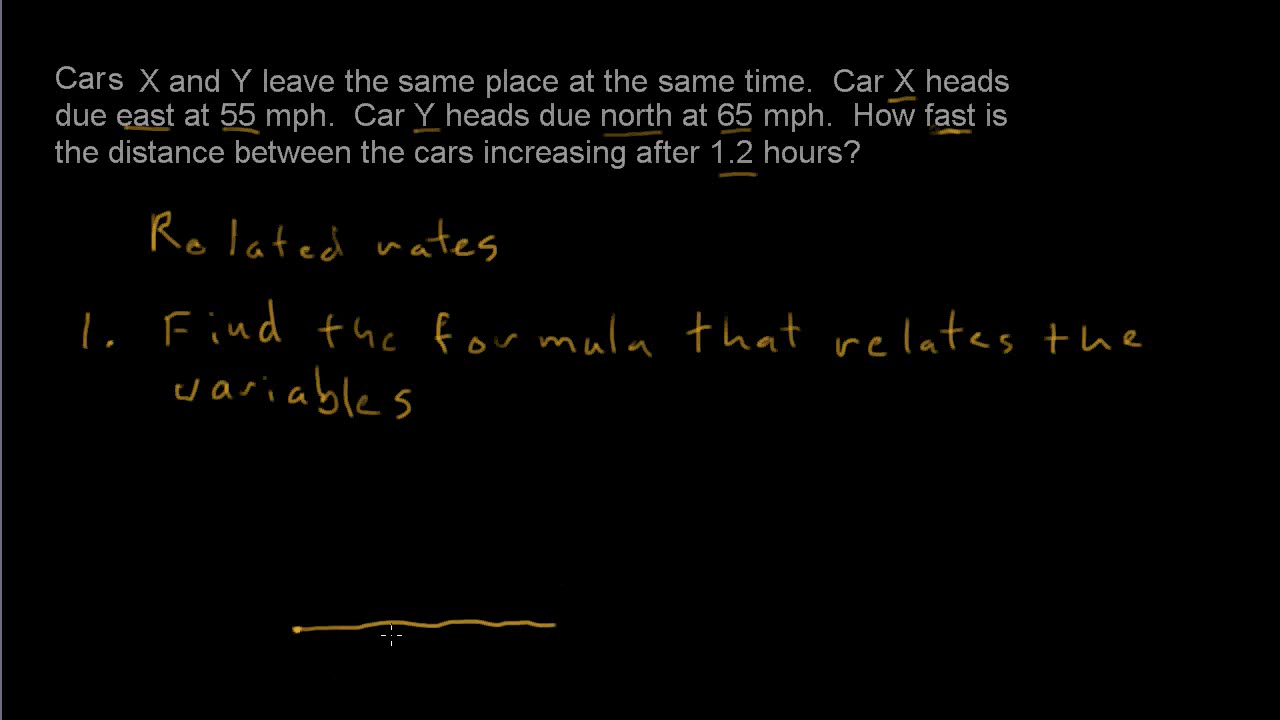 Cars X and Y leave the same place at the same time. Car X heads
due east at 55 mph. Car Y heads due north at 65 mph. How fast is
the distance between the cars increasing after 1.2 hours?
Related rates
1. Find the formula that relates the
variables